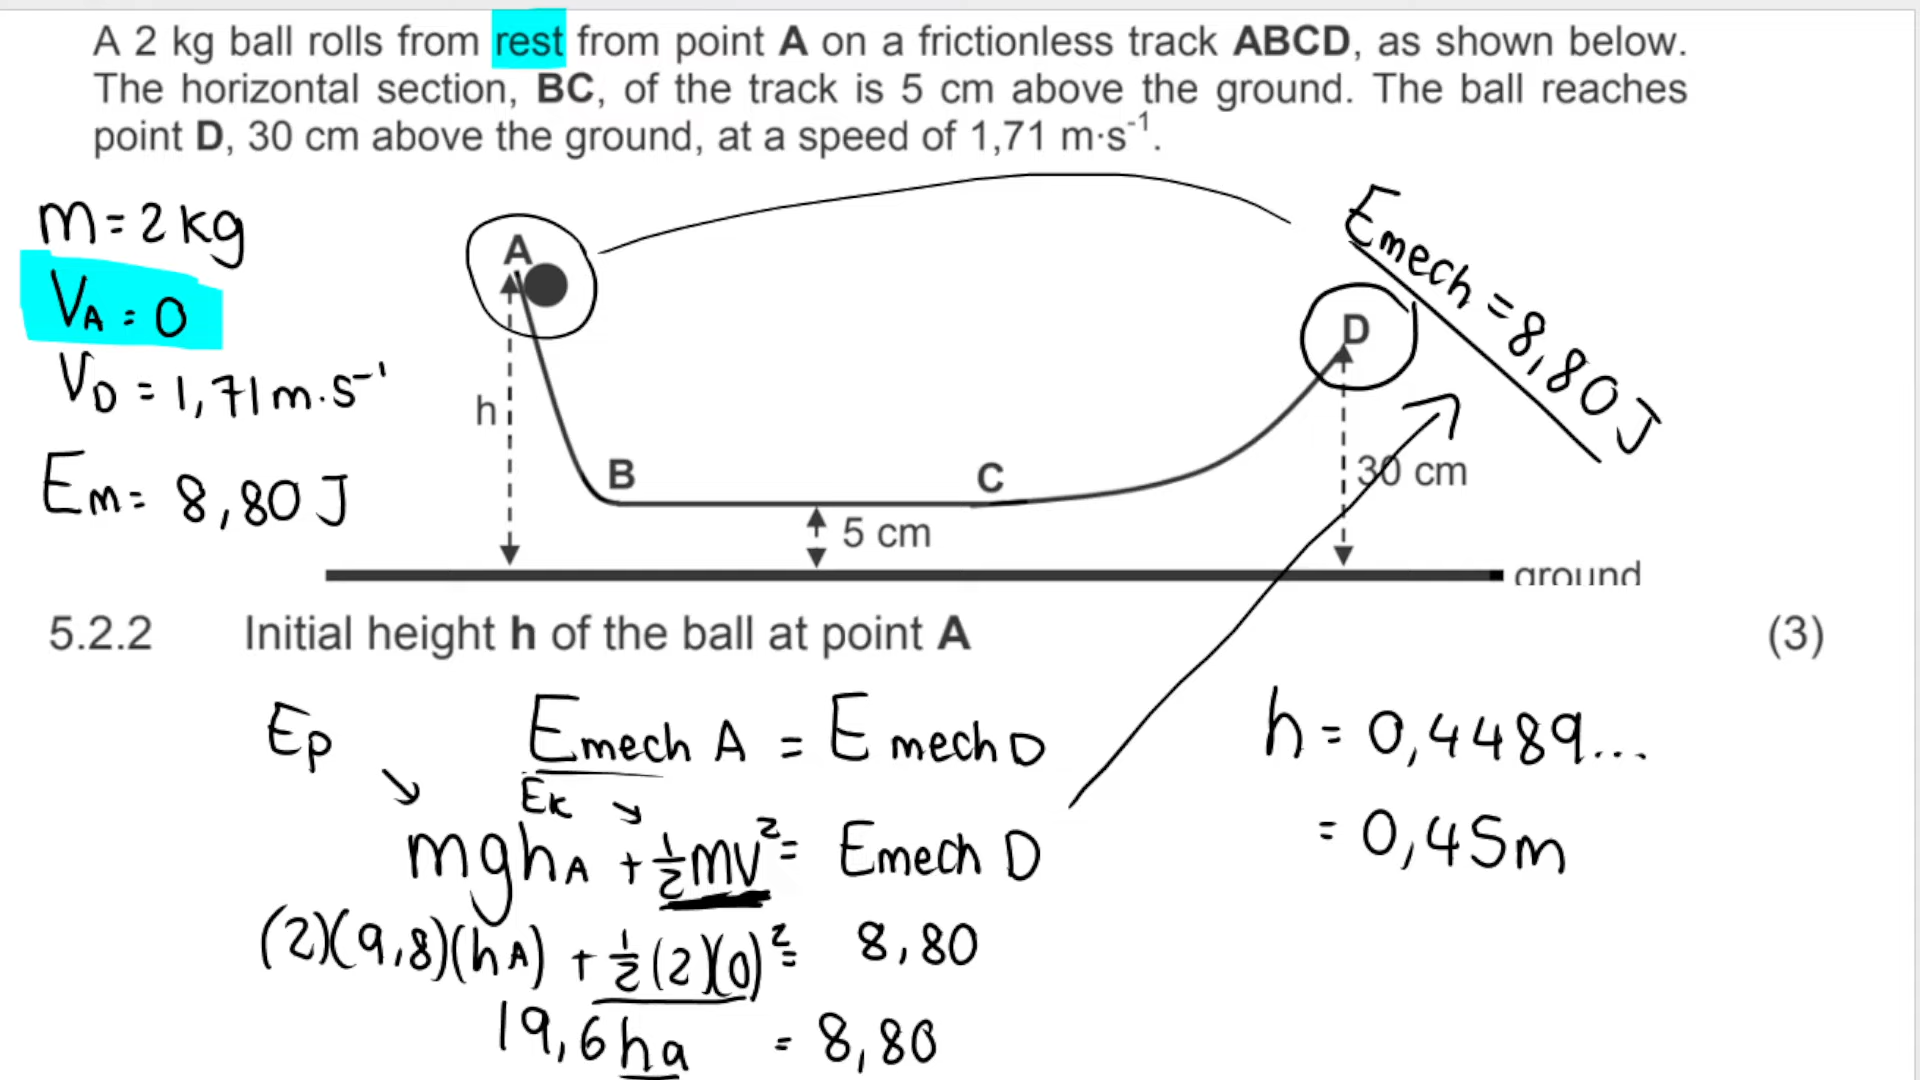 A 2 kg ball rolls from rest from point A on a frictionless track ABCD, as shown below.
The horizontal section, BC, of the track is 5 cm above the ground. The ball reaches
point D, 30 cm above the ground, at a speed of 1,71 m·s⁻¹.
m = 2 kg
VA = 0
VD = 1,71 m.s⁻¹
Em = 8,80 J
A
h
B
C
5 cm
D
30 cm
Emech = 8,80 J
ground
5.2.2 Initial height h of the ball at point A (3)
Ep
Emech A = Emech D
Ek
mghA + ½mv² = Emech D
(2)(9,8)(hA) + ½(2)(0)² = 8,80
19,6ha = 8,80
h = 0,4489...
= 0,45m